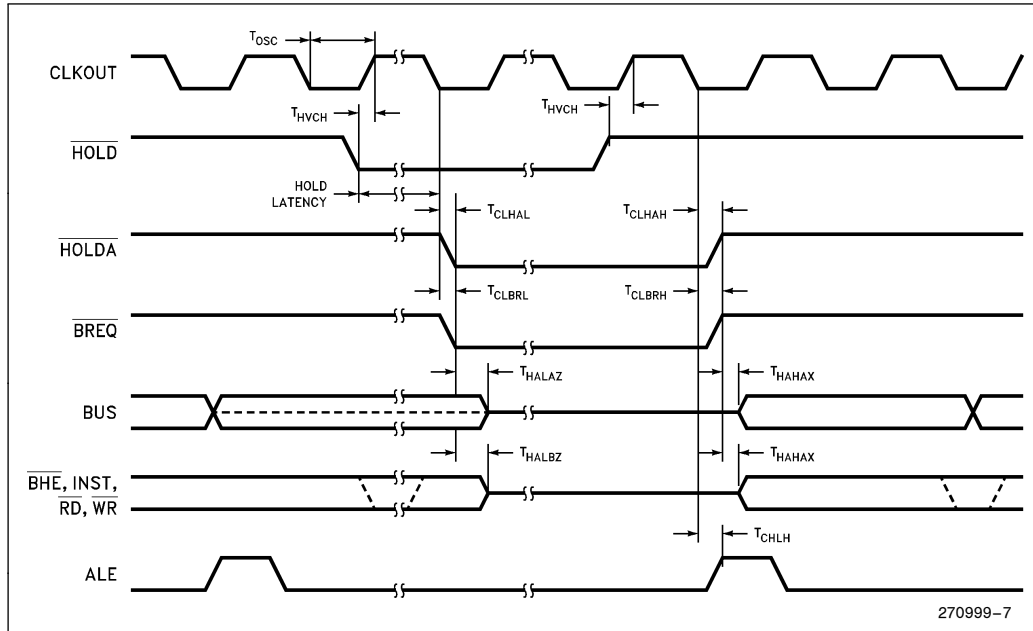 T_OSC
CLKOUT
T_HVCH
T_HVCH
HOLD
HOLD
LATENCY
T_CLHAL
T_CLHAH
HOLDA
T_CLBRL
T_CLBRH
BREQ
T_HALAZ
T_HAHAX
BUS
T_HALBZ
T_HAHAX
BHE, INST,
RD, WR
T_CHLH
ALE
270999-7